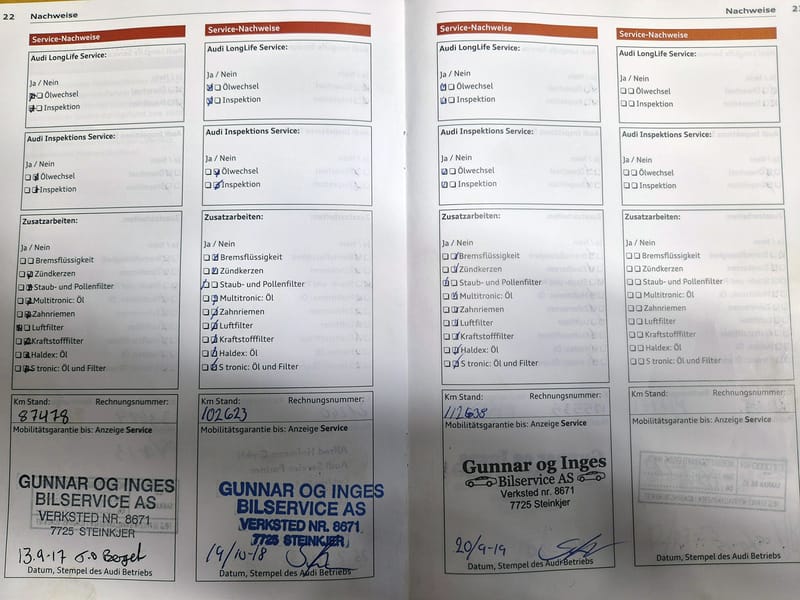 22 Nachweise
Service-Nachweise
Audi LongLife Service:
Ja / Nein
Ölwechsel
Inspektion
Audi Inspektions Service:
Ja / Nein
Ölwechsel
Inspektion
Zusatzarbeiten:
Ja / Nein
Bremsflüssigkeit
Zündkerzen
Staub- und Pollenfilter
Multitronic: Öl
Zahnriemen
Luftfilter
Kraftstofffilter
Haldex: Öl
S tronic: Öl und Filter
Km Stand: Rechnungsnummer:
87478
Mobilitätsgarantie bis: Anzeige Service
GUNNAR OG INGES
BILSERVICE AS
VERKSTED NR. 8671
7725 STEINKJER
13.9-17
Datum, Stempel des Audi Betriebs
Service-Nachweise
Audi LongLife Service:
Ja / Nein
Ölwechsel
Inspektion
Audi Inspektions Service:
Ja / Nein
Ölwechsel
Inspektion
Zusatzarbeiten:
Ja / Nein
Bremsflüssigkeit
Zündkerzen
Staub- und Pollenfilter
Multitronic: Öl
Zahnriemen
Luftfilter
Kraftstofffilter
Haldex: Öl
S tronic: Öl und Filter
Km Stand: Rechnungsnummer:
102623
Mobilitätsgarantie bis: Anzeige Service
GUNNAR OG INGES
BILSERVICE AS
VERKSTED NR. 8671
7725 STEINKJER
19/10-18
Datum, Stempel des Audi Betriebs
Nachweise
Service-Nachweise
Audi LongLife Service:
Ja / Nein
Ölwechsel
Inspektion
Audi Inspektions Service:
Ja / Nein
Ölwechsel
Inspektion
Zusatzarbeiten:
Ja / Nein
Bremsflüssigkeit
Zündkerzen
Staub- und Pollenfilter
Multitronic: Öl
Zahnriemen
Luftfilter
Kraftstofffilter
Haldex: Öl
S tronic: Öl und Filter
Km Stand: Rechnungsnummer:
112638
Mobilitätsgarantie bis: Anzeige Service
Gunnar og Inges
Bilservice AS
Verksted nr. 8671
7725 Steinkjer
20/9-19
Datum, Stempel des Audi Betriebs
Service-Nachweise
Audi LongLife Service:
Ja / Nein
Ölwechsel
Inspektion
Audi Inspektions Service:
Ja / Nein
Ölwechsel
Inspektion
Zusatzarbeiten:
Ja / Nein
Bremsflüssigkeit
Zündkerzen
Staub- und Pollenfilter
Multitronic: Öl
Zahnriemen
Luftfilter
Kraftstofffilter
Haldex: Öl
S tronic: Öl und Filter
Km Stand: Rechnungsnummer:
Mobilitätsgarantie bis: Anzeige Service
Datum, Stempel des Audi Betriebs